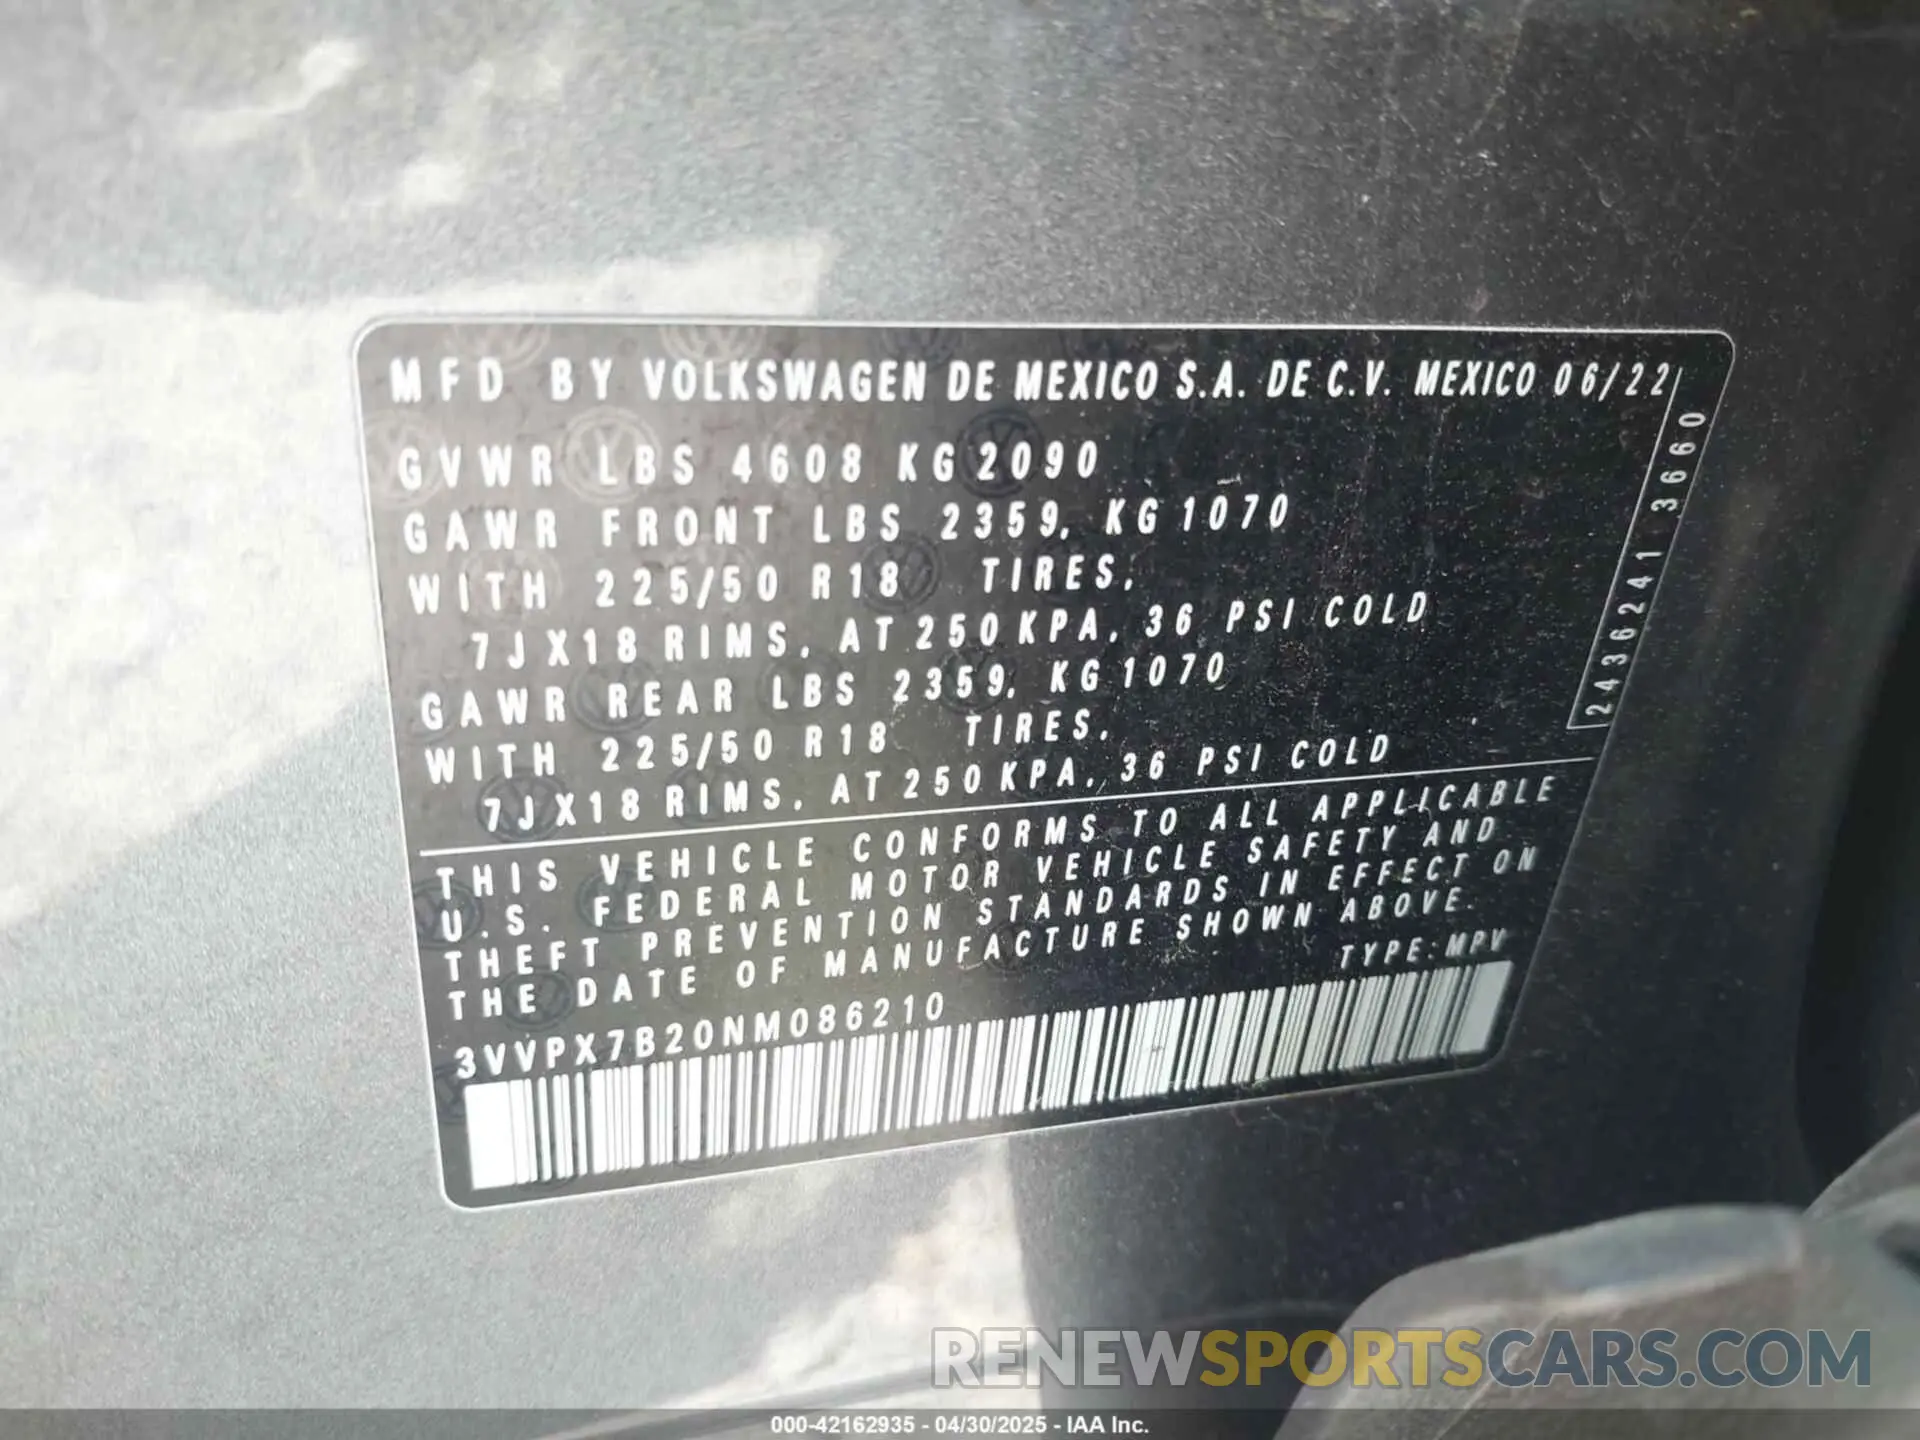 MFD BY VOLKSWAGEN DE MEXICO S.A. DE C.V. MEXICO 06/22
GVWR LBS 4608 KG 2090
GAWR FRONT LBS 2359, KG 1070
WITH 225/50 R18 TIRES,
7JX18 RIMS, AT 250 KPA, 36 PSI COLD
GAWR REAR LBS 2359, KG 1070
WITH 225/50 R18 TIRES,
7JX18 RIMS, AT 250 KPA, 36 PSI COLD
2436241 3660
THIS VEHICLE CONFORMS TO ALL APPLICABLE
U.S. FEDERAL MOTOR VEHICLE SAFETY AND
THEFT PREVENTION STANDARDS IN EFFECT ON
THE DATE OF MANUFACTURE SHOWN ABOVE.
TYPE: MPV
3VVPX7B20NM086210
RENEWSPORTSCARS.COM
000-42162935 - 04/30/2025 - IAA Inc.